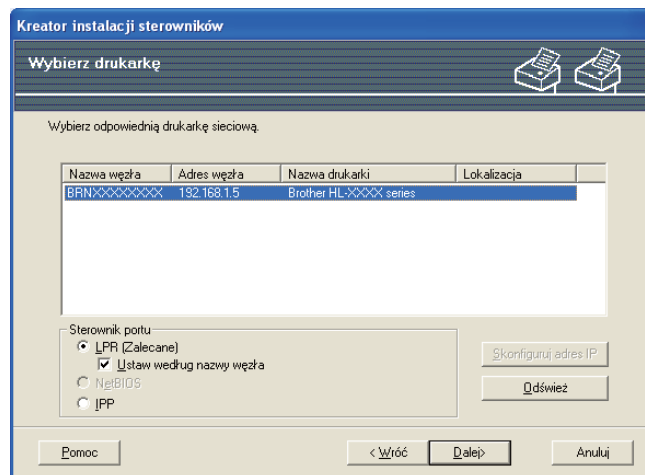 Kreator instalacji sterowników
Wybierz drukarkę
Wybierz odpowiednią drukarkę sieciową.
Nazwa węzła Adres węzła Nazwa drukarki Lokalizacja
BRNXXXXXXXX 192.168.1.5 Brother HL-XXXX series
Sterownik portu
LPR (Zalecane)
Ustaw według nazwy węzła
NetBIOS
IPP
Skonfiguruj adres IP
Odśwież
Pomoc < Wróć Dalej> Anuluj